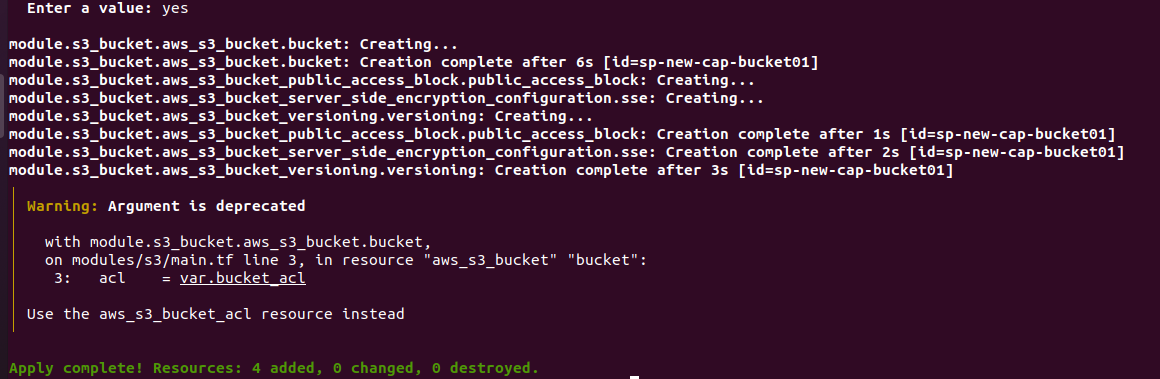 Enter a value: yes
module.s3_bucket.aws_s3_bucket.bucket: Creating...
module.s3_bucket.aws_s3_bucket.bucket: Creation complete after 6s [id=sp-new-cap-bucket01]
module.s3_bucket.aws_s3_bucket_public_access_block.public_access_block: Creating...
module.s3_bucket.aws_s3_bucket_server_side_encryption_configuration.sse: Creating...
module.s3_bucket.aws_s3_bucket_versioning.versioning: Creating...
module.s3_bucket.aws_s3_bucket_public_access_block.public_access_block: Creation complete after 1s [id=sp-new-cap-bucket01]
module.s3_bucket.aws_s3_bucket_server_side_encryption_configuration.sse: Creation complete after 2s [id=sp-new-cap-bucket01]
module.s3_bucket.aws_s3_bucket_versioning.versioning: Creation complete after 3s [id=sp-new-cap-bucket01]
Warning: Argument is deprecated
with module.s3_bucket.aws_s3_bucket.bucket,
on modules/s3/main.tf line 3, in resource "aws_s3_bucket" "bucket":
3:   acl    = var.bucket_acl
Use the aws_s3_bucket_acl resource instead
Apply complete! Resources: 4 added, 0 changed, 0 destroyed.